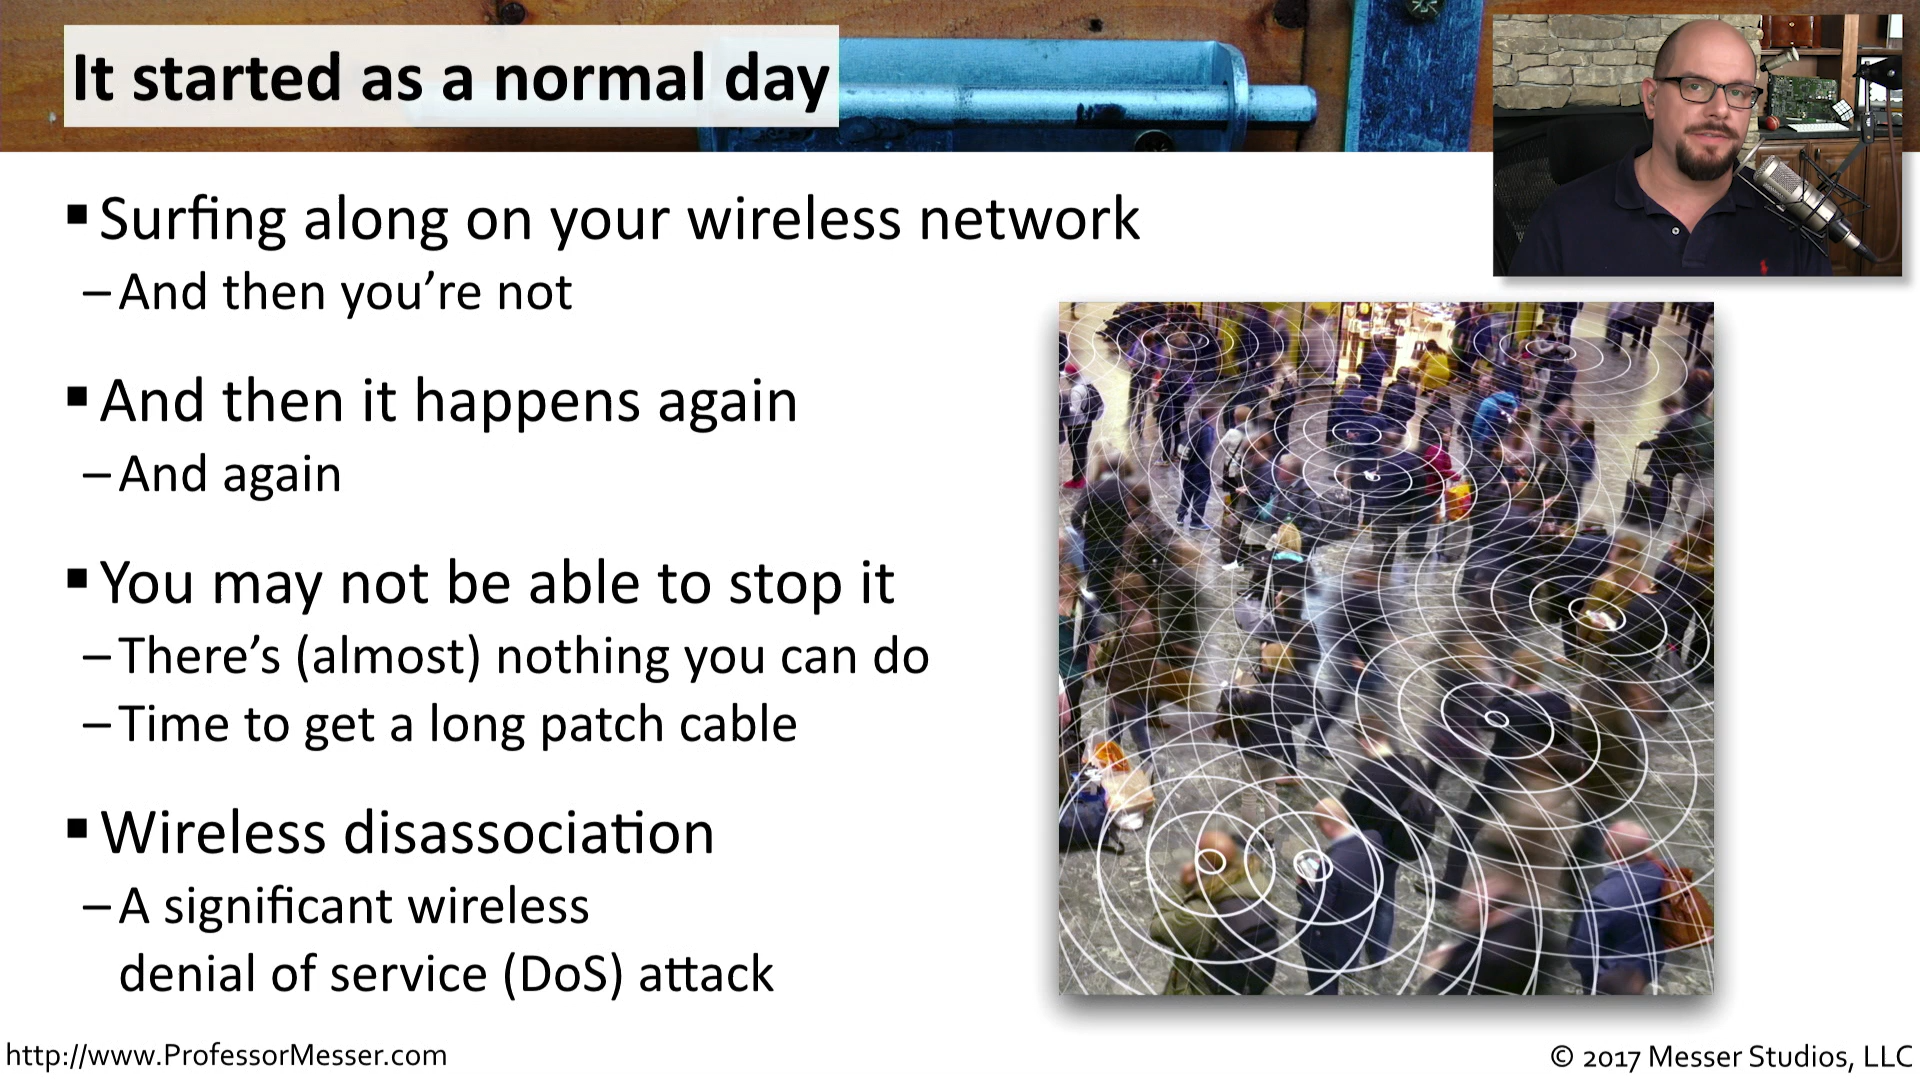 It started as a normal day
▪ Surfing along on your wireless network
– And then you’re not
▪ And then it happens again
– And again
▪ You may not be able to stop it
– There’s (almost) nothing you can do
– Time to get a long patch cable
▪ Wireless disassociation
– A significant wireless
denial of service (DoS) attack
http://www.ProfessorMesser.com
© 2017 Messer Studios, LLC